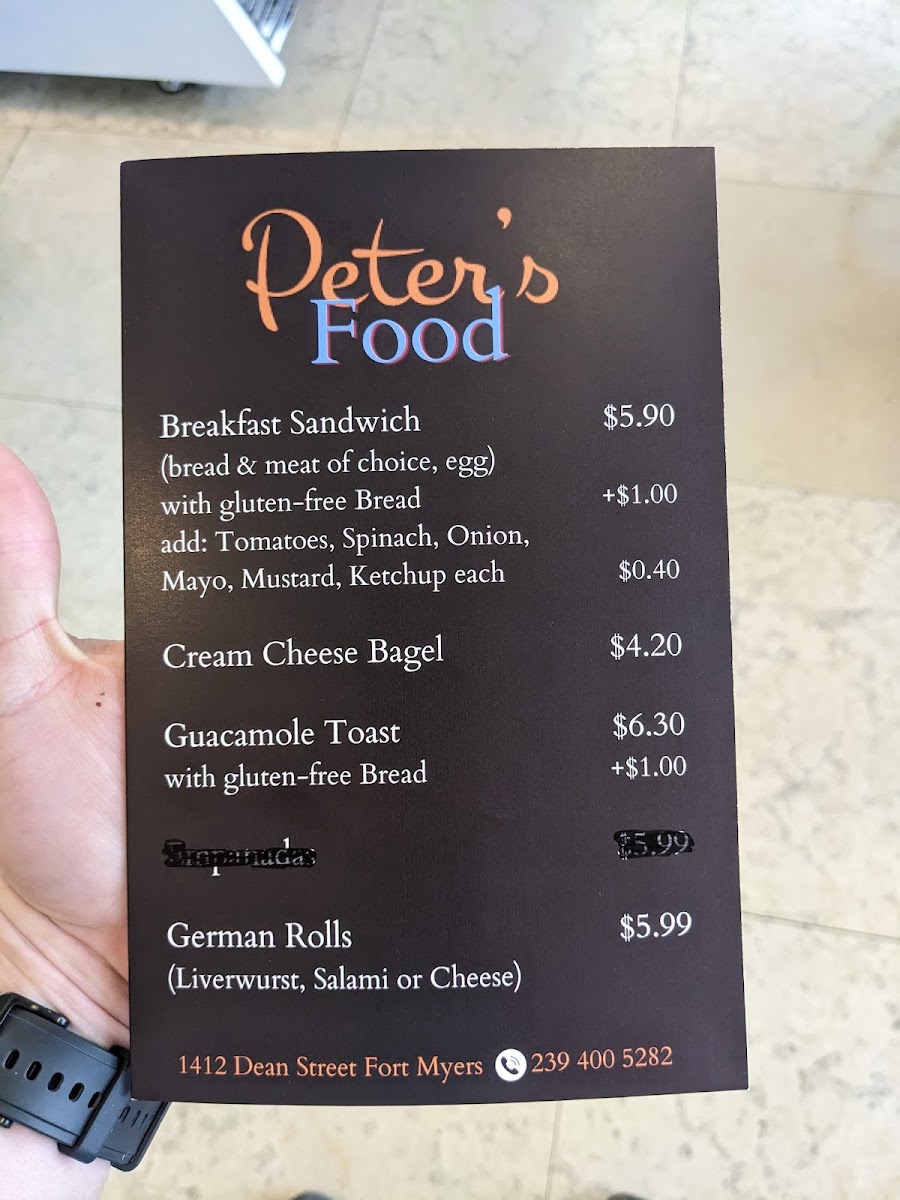 Peter's
Food
Breakfast Sandwich $5.90
(bread & meat of choice, egg)
with gluten-free Bread +$1.00
add: Tomatoes, Spinach, Onion,
Mayo, Mustard, Ketchup each $0.40
Cream Cheese Bagel $4.20
Guacamole Toast $6.30
with gluten-free Bread +$1.00
Empanadas $5.99
German Rolls $5.99
(Liverwurst, Salami or Cheese)
1412 Dean Street Fort Myers 239 400 5282